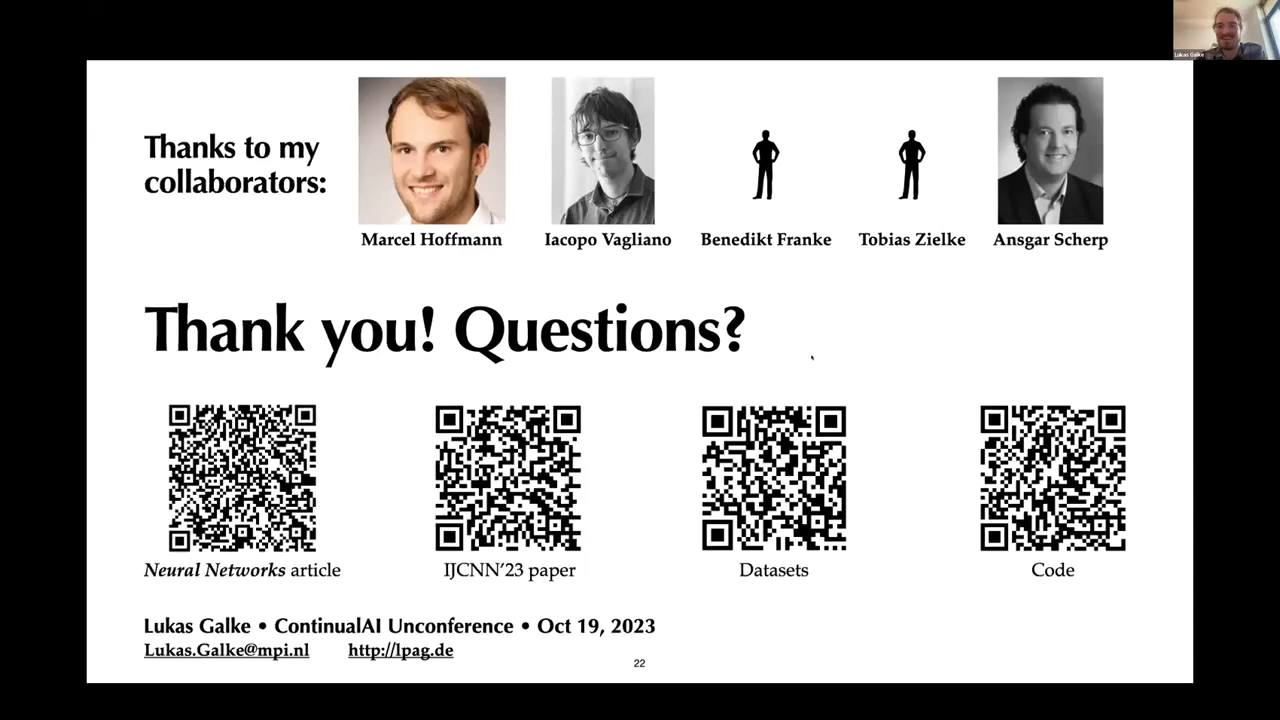 Lukas Galke
Thanks to my
collaborators:
Marcel Hoffmann
Iacopo Vagliano
Benedikt Franke
Tobias Zielke
Ansgar Scherp
Thank you! Questions?
Neural Networks article
IJCNN'23 paper
Datasets
Code
Lukas Galke • ContinualAI Unconference • Oct 19, 2023
Lukas.Galke@mpi.nl http://lpag.de
22